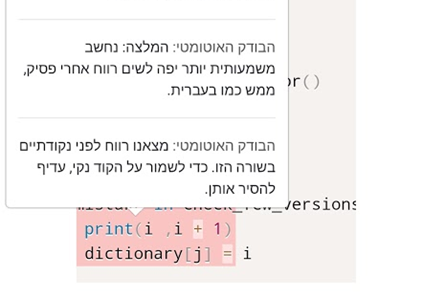 הבודק האוטומטי: המלצה: נחשב
משמעותית יותר יפה לשים רווח אחרי פסיק,
ממש כמו בעברית.
or()
הבודק האוטומטי: מצאנו רווח לפני נקודתיים
בשורה הזו. כדי לשמור על הקוד נקי, עדיף
להסיר אותן.
in check_few_versions
print(i ,i + 1)
dictionary[j] = i